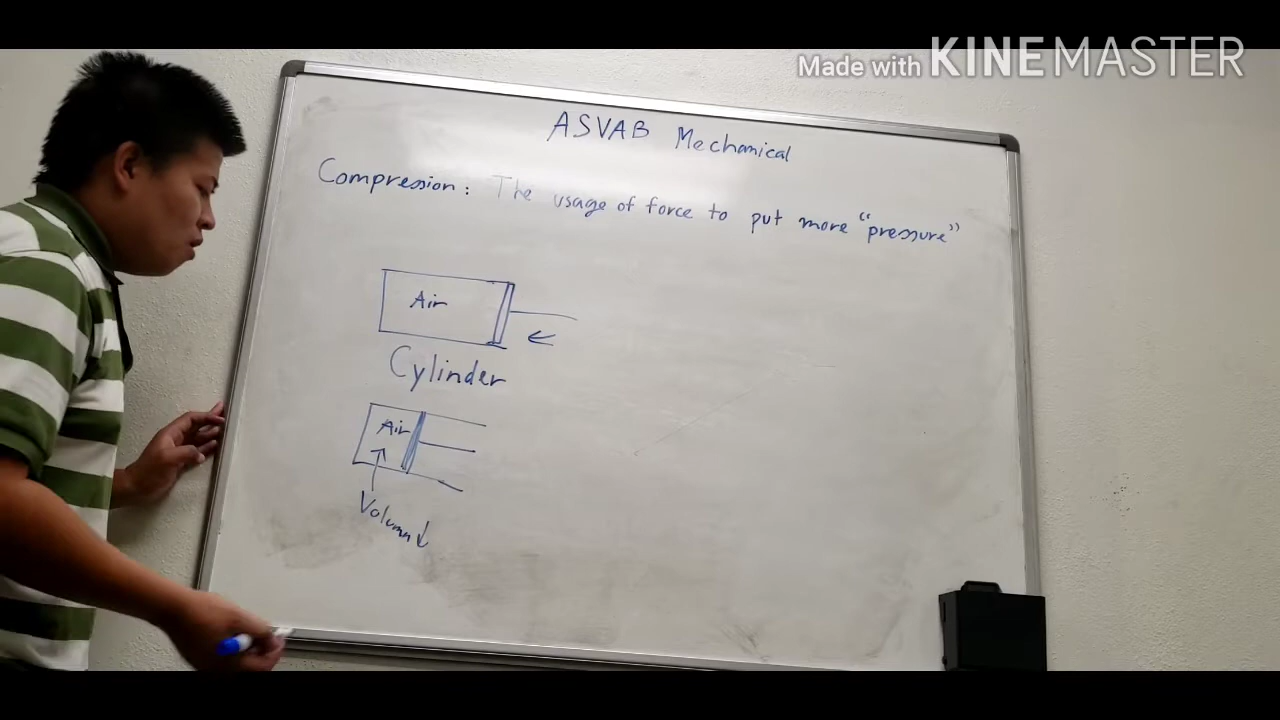 Made with KINEMASTER
ASVAB Mechanical
Compression: The usage of force to put more "pressure"
Air
Cylinder
Air
Volume↓